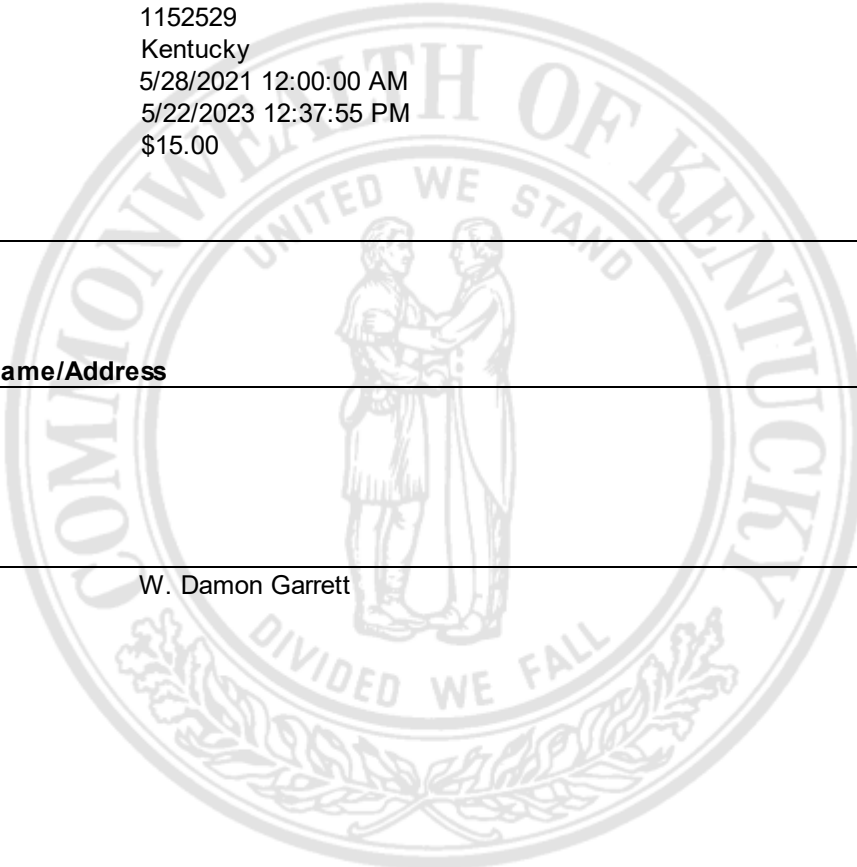 1152529
Kentucky
5/28/2021 12:00:00 AM
5/22/2023 12:37:55 PM
$15.00
COMMONWEALTH OF KENTUCKY
UNITED WE STAND
ame/Address
W. Damon Garrett
DIVIDED WE FALL